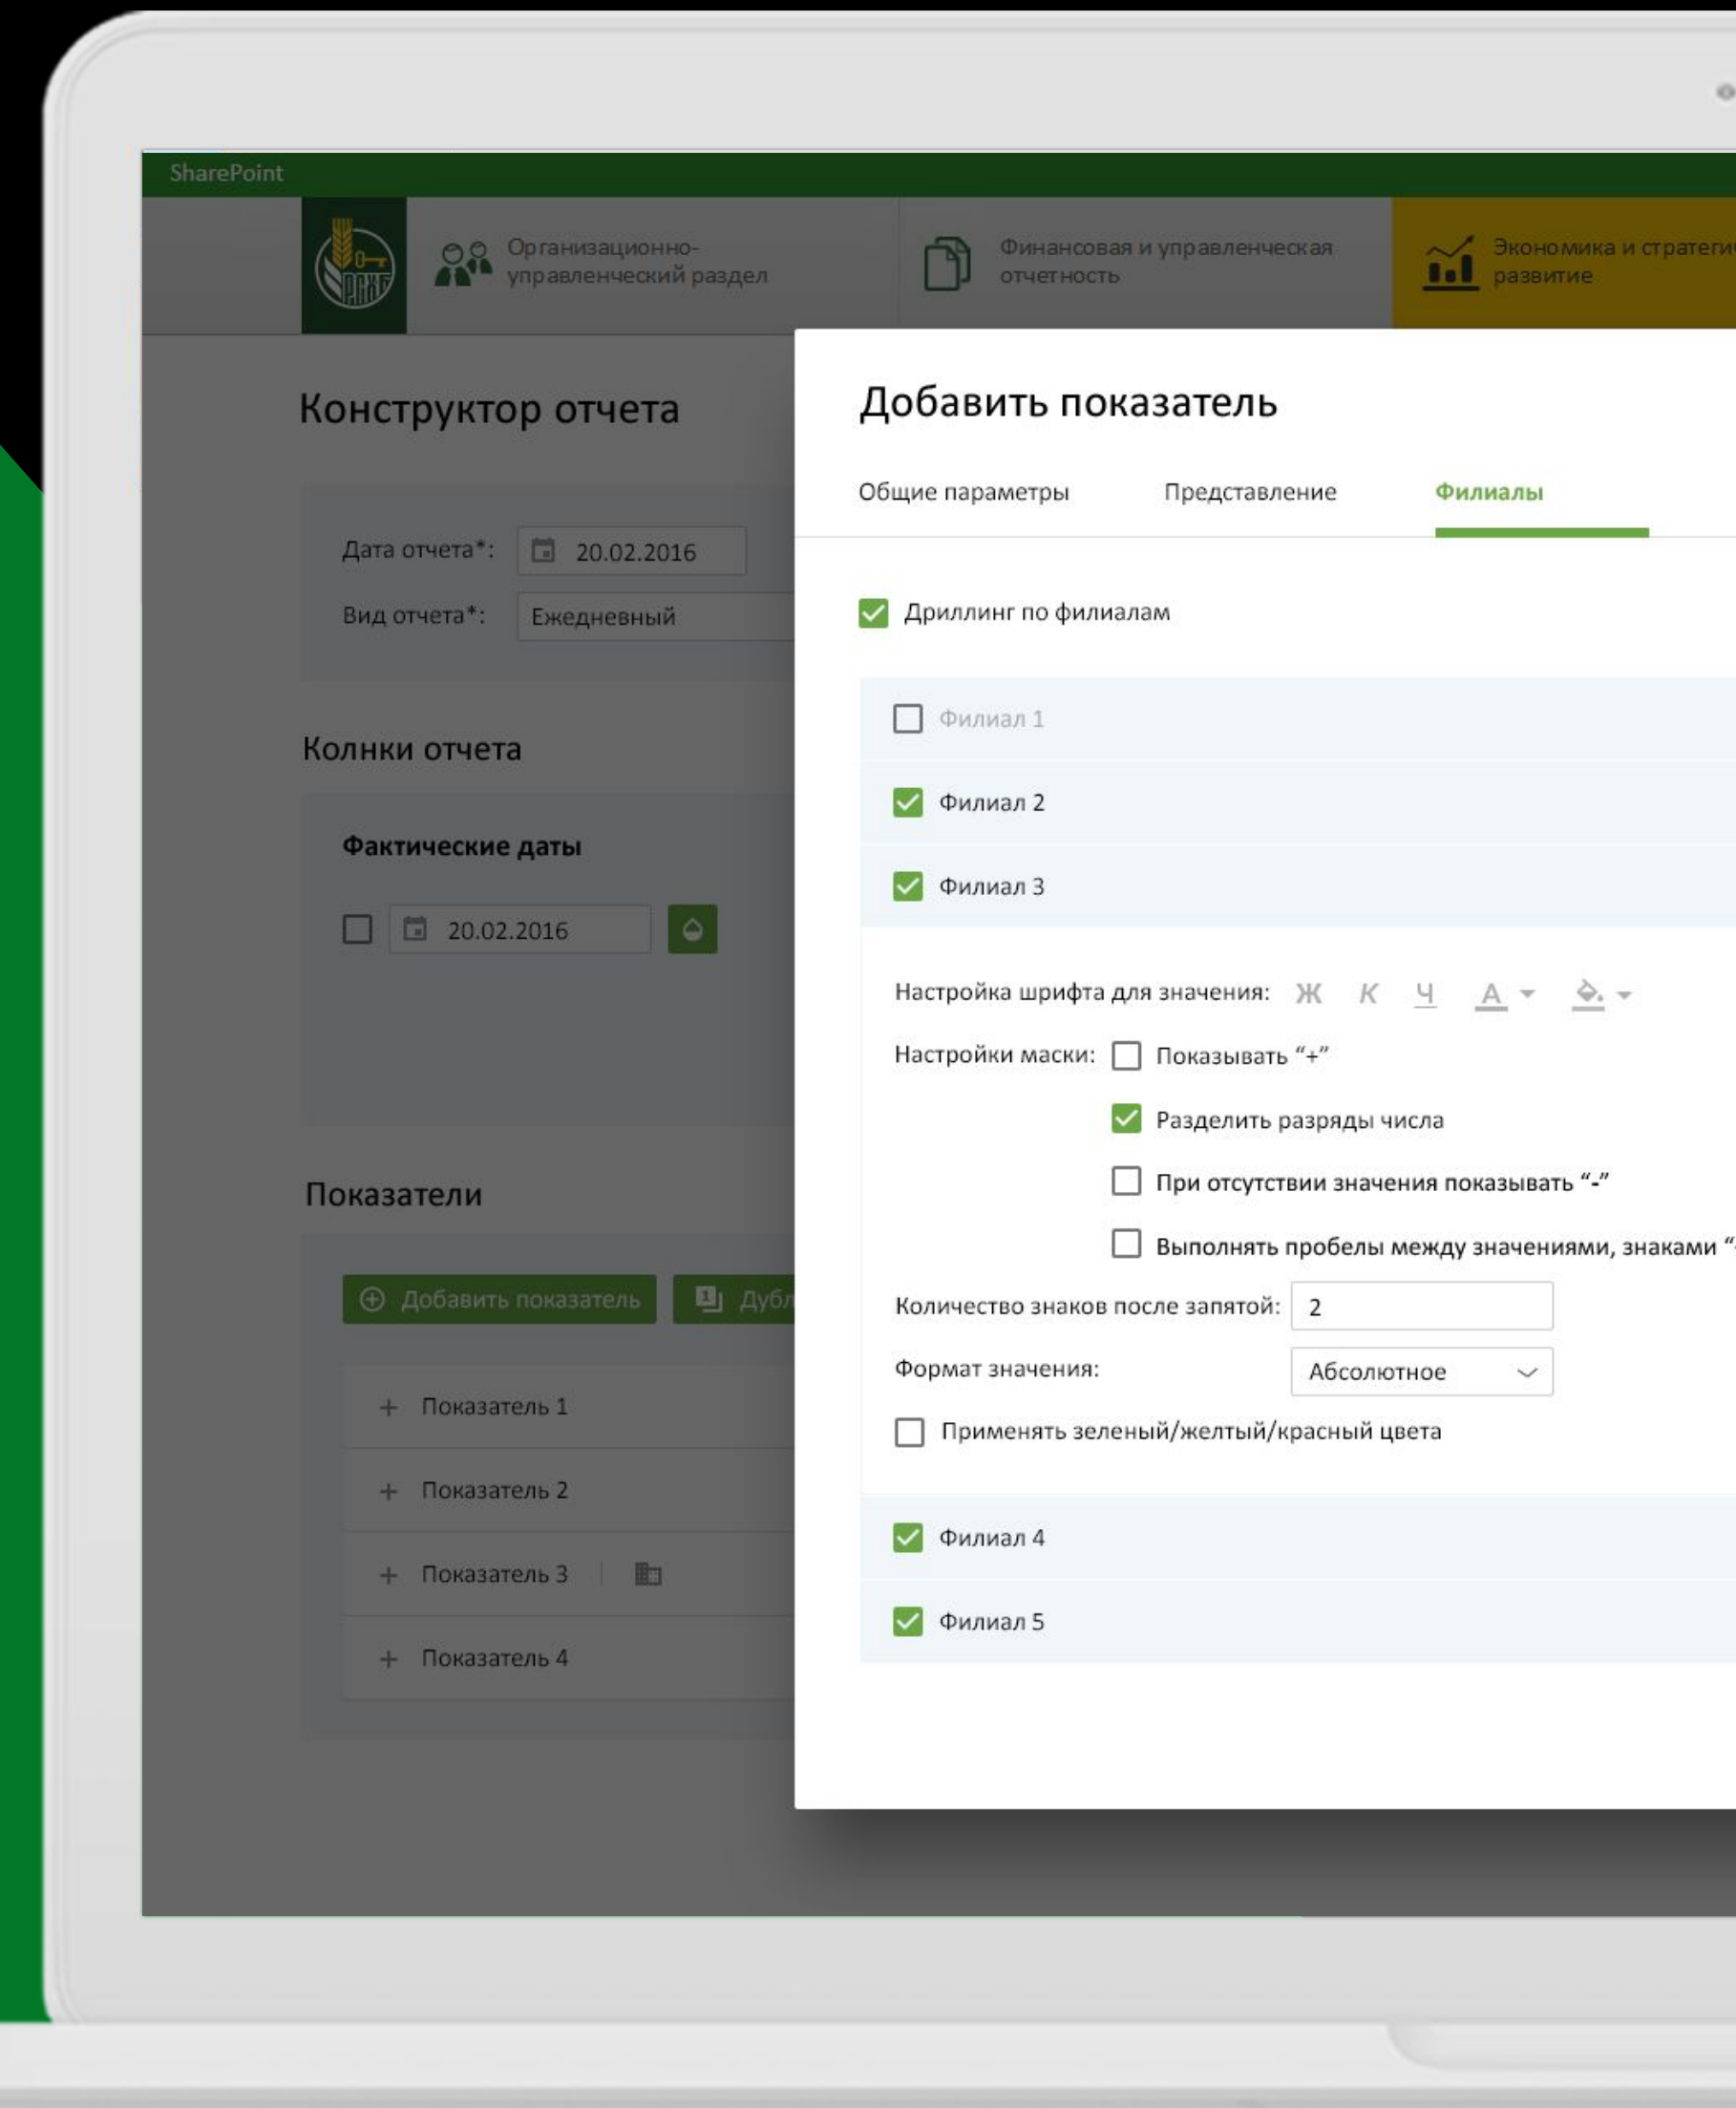 SharePoint
РСХБ
Организационно-
управленческий раздел
Финансовая и управленческая
отчетность
Экономика и
развитие
Конструктор отчета
Дата отчета*: 20.02.2016
Вид отчета*: Ежедневный
Колнки отчета
Фактические даты
20.02.2016
Показатели
Добавить показатель
1
+ Показатель 1
+ Показатель 2
+ Показатель 3
+ Показатель 4
Добавить показатель
Общие параметры Представление Филиалы
Дриллинг по филиалам
Филиал 1
Филиал 2
Филиал 3
Настройка шрифта для значения: Ж К Ч А
Настройки маски: Показывать “+”
Разделить разряды числа
При отсутствии значения показывать “-”
Выполнять пробелы между значениями, знаками
Количество знаков после запятой: 2
Формат значения: Абсолютное
Применять зеленый/желтый/красный цвета
Филиал 4
Филиал 5